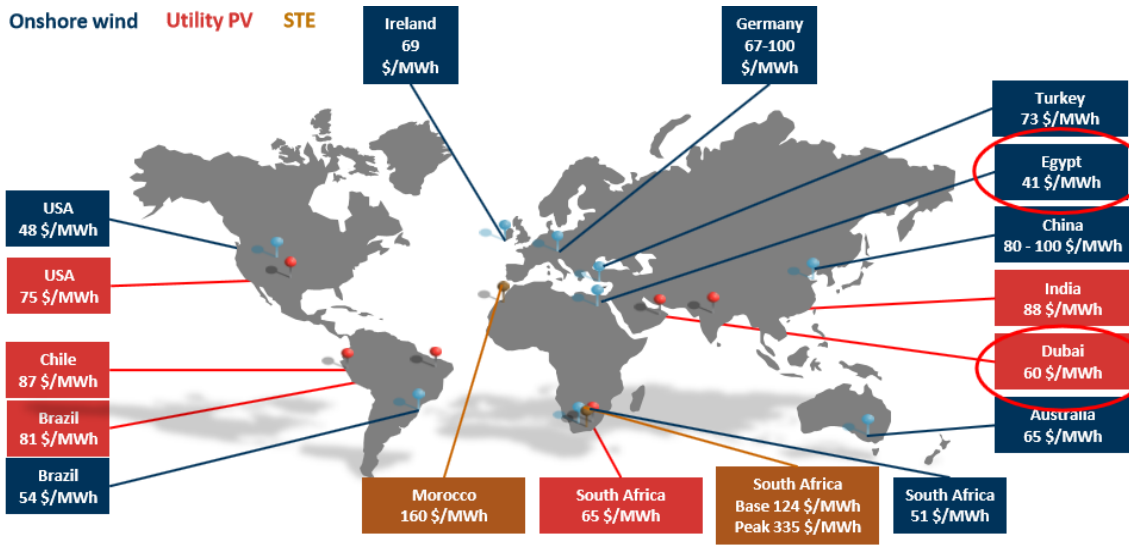 Onshore wind Utility PV STE
Ireland
69
$/MWh
Germany
67-100
$/MWh
Turkey
73 $/MWh
Egypt
41 $/MWh
USA
48 $/MWh
China
80 - 100 $/MWh
USA
75 $/MWh
India
88 $/MWh
Chile
87 $/MWh
Dubai
60 $/MWh
Brazil
81 $/MWh
Australia
65 $/MWh
Brazil
54 $/MWh
Morocco
160 $/MWh
South Africa
65 $/MWh
South Africa
Base 124 $/MWh
Peak 335 $/MWh
South Africa
51 $/MWh